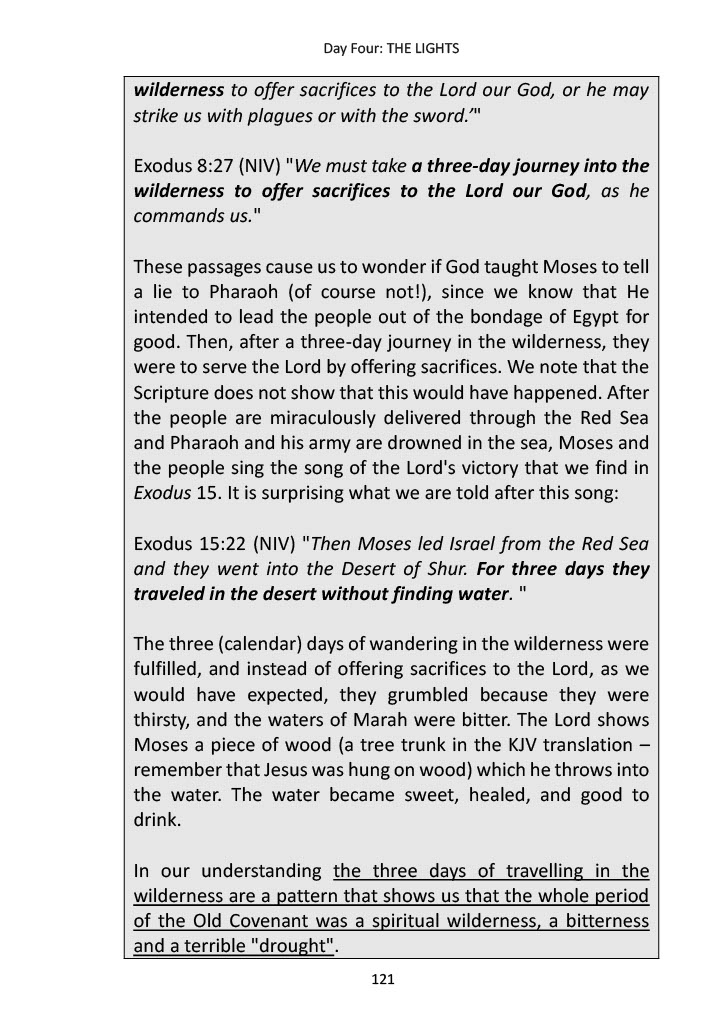 Day Four: THE LIGHTS
wilderness to offer sacrifices to the Lord our God, or he may
strike us with plagues or with the sword.'"
Exodus 8:27 (NIV) "We must take a three-day journey into the
wilderness to offer sacrifices to the Lord our God, as he
commands us."
These passages cause us to wonder if God taught Moses to tell
a lie to Pharaoh (of course not!), since we know that He
intended to lead the people out of the bondage of Egypt for
good. Then, after a three-day journey in the wilderness, they
were to serve the Lord by offering sacrifices. We note that the
Scripture does not show that this would have happened. After
the people are miraculously delivered through the Red Sea
and Pharaoh and his army are drowned in the sea, Moses and
the people sing the song of the Lord's victory that we find in
Exodus 15. It is surprising what we are told after this song:
Exodus 15:22 (NIV) "Then Moses led Israel from the Red Sea
and they went into the Desert of Shur. For three days they
traveled in the desert without finding water. "
The three (calendar) days of wandering in the wilderness were
fulfilled, and instead of offering sacrifices to the Lord, as we
would have expected, they grumbled because they were
thirsty, and the waters of Marah were bitter. The Lord shows
Moses a piece of wood (a tree trunk in the KJV translation –
remember that Jesus was hung on wood) which he throws into
the water. The water became sweet, healed, and good to
drink.
In our understanding the three days of travelling in the
wilderness are a pattern that shows us that the whole period
of the Old Covenant was a spiritual wilderness, a bitterness
and a terrible "drought".
121